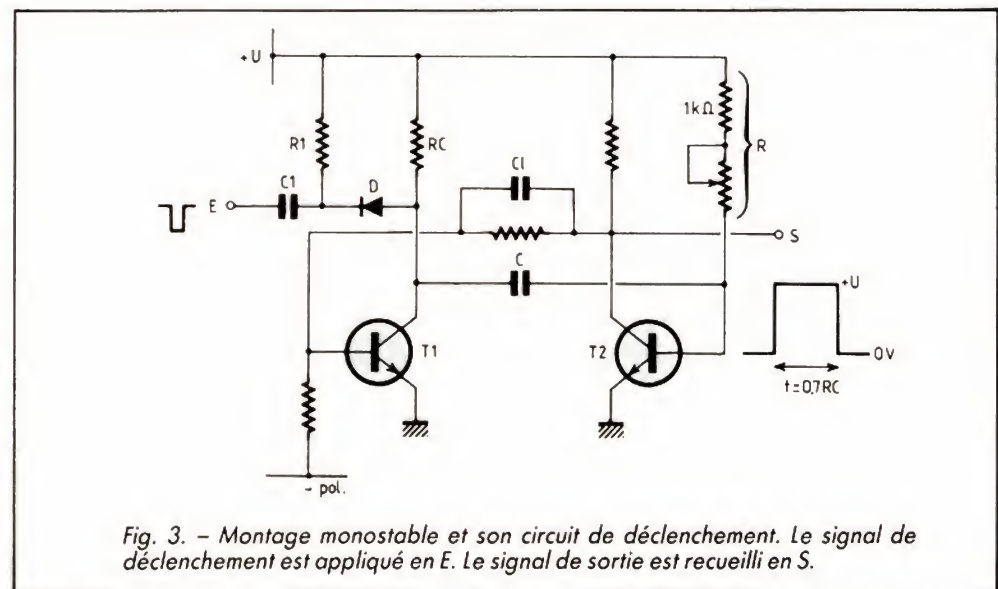 +U
R1
RC
1kΩ
R
C1
D
Cl
E
S
C
T1
T2
+U
0V
t=0,7RC
- pol.
Fig. 3. – Montage monostable et son circuit de déclenchement. Le signal de
déclenchement est appliqué en E. Le signal de sortie est recueilli en S.